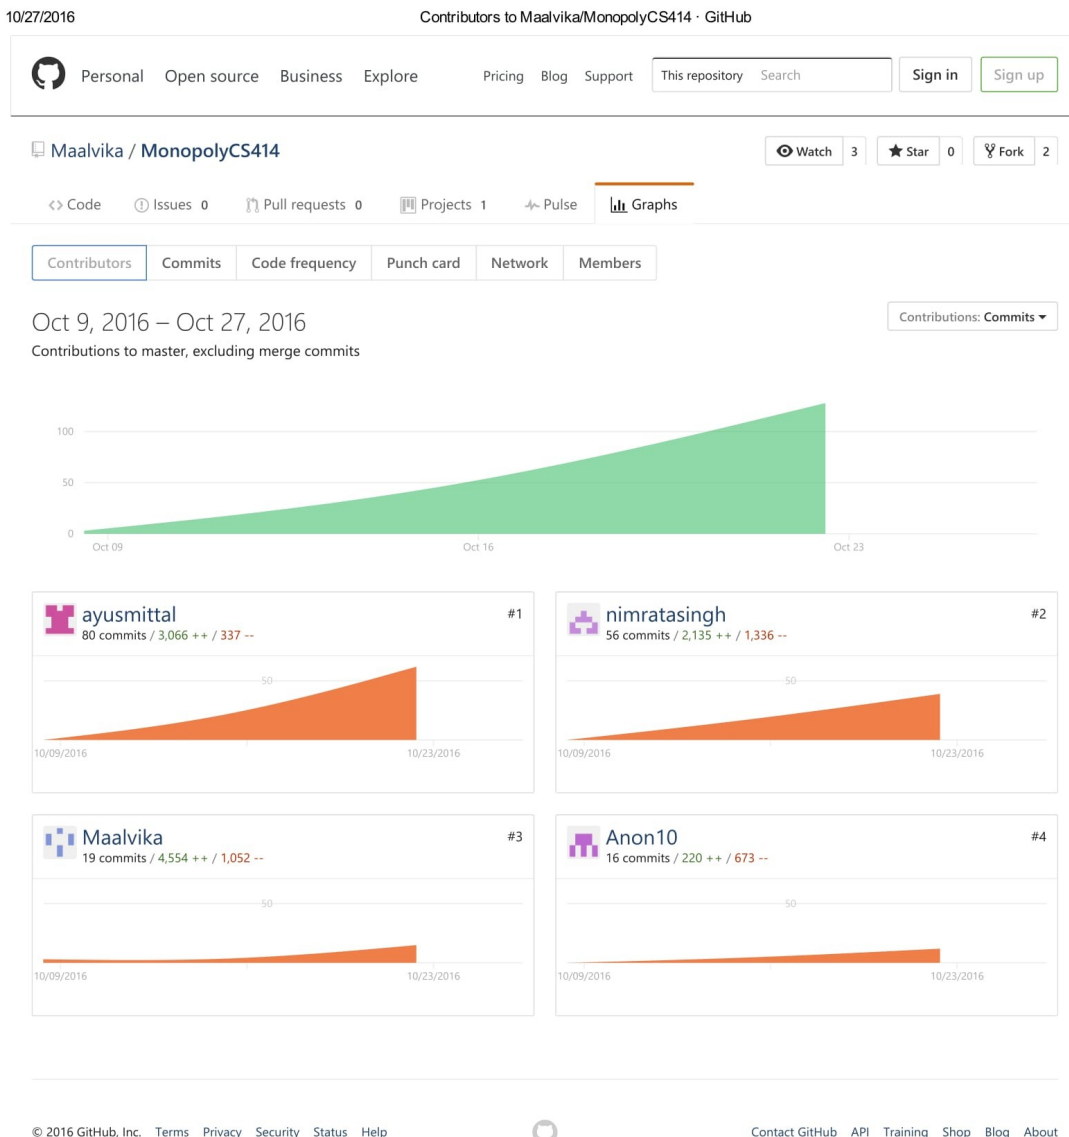 10/27/2016 Contributors to Maalvika/MonopolyCS414 · GitHub
Personal Open source Business Explore Pricing Blog Support This repository Search Sign in Sign up
Maalvika / MonopolyCS414 Watch 3 Star 0 Fork 2
Code Issues 0 Pull requests 0 Projects 1 Pulse Graphs
Contributors Commits Code frequency Punch card Network Members
Oct 9, 2016 – Oct 27, 2016 Contributions: Commits
Contributions to master, excluding merge commits
100
50
0
Oct 09 Oct 16 Oct 23
ayusmittal #1
80 commits / 3,066 ++ / 337 --
50
10/09/2016 10/23/2016
nimratasingh #2
56 commits / 2,135 ++ / 1,336 --
50
10/09/2016 10/23/2016
Maalvika #3
19 commits / 4,554 ++ / 1,052 --
50
10/09/2016 10/23/2016
Anon10 #4
16 commits / 220 ++ / 673 --
50
10/09/2016 10/23/2016
© 2016 GitHub, Inc. Terms Privacy Security Status Help Contact GitHub API Training Shop Blog About